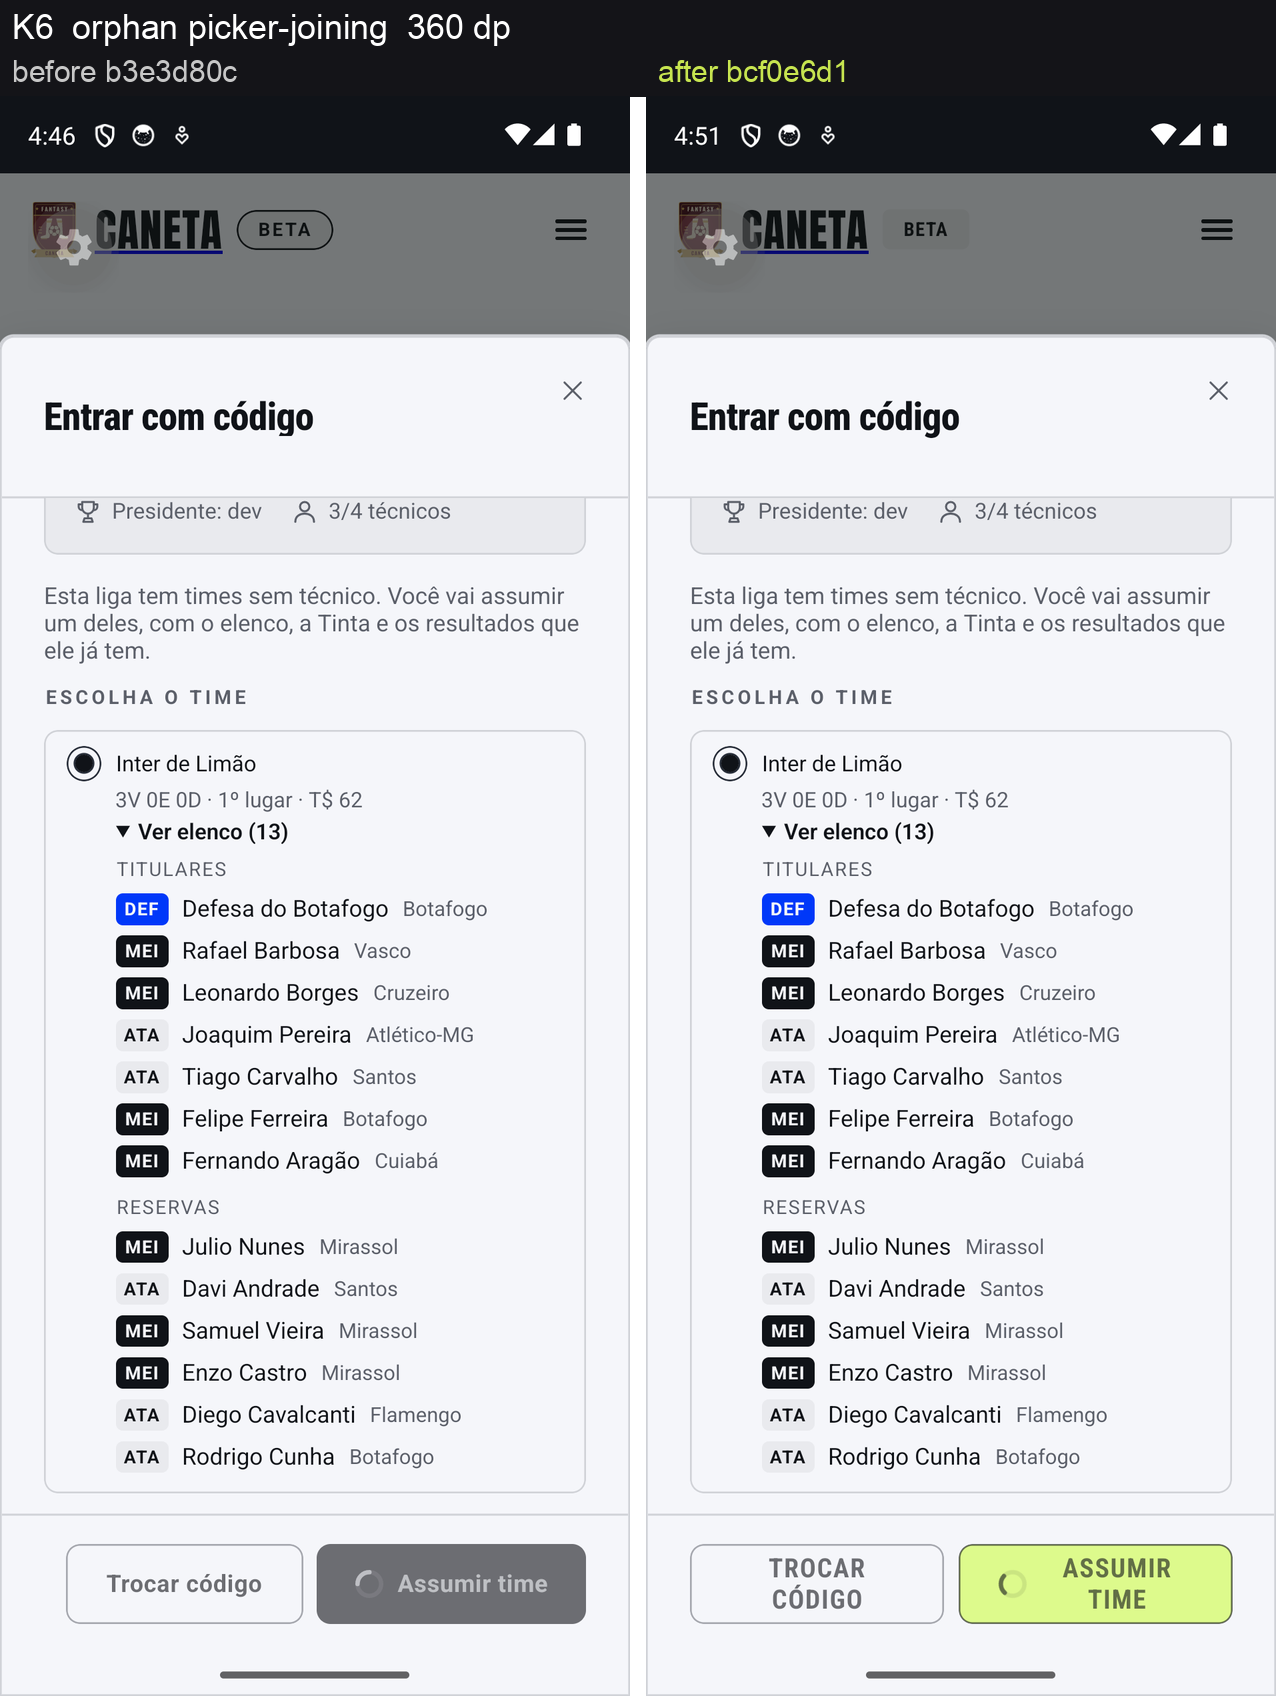 K6 orphan picker-joining 360 dp
before b3e3d80c
4:46
FANTASY
CANETA
BETA
Entrar com código
Presidente: dev
3/4 técnicos
Esta liga tem times sem técnico. Você vai assumir
um deles, com o elenco, a Tinta e os resultados que
ele já tem.
ESCOLHA O TIME
Inter de Limão
3V 0E 0D · 1º lugar · T$ 62
▼ Ver elenco (13)
TITULARES
DEF Defesa do Botafogo Botafogo
MEI Rafael Barbosa Vasco
MEI Leonardo Borges Cruzeiro
ATA Joaquim Pereira Atlético-MG
ATA Tiago Carvalho Santos
MEI Felipe Ferreira Botafogo
MEI Fernando Aragão Cuiabá
RESERVAS
MEI Julio Nunes Mirassol
ATA Davi Andrade Santos
MEI Samuel Vieira Mirassol
MEI Enzo Castro Mirassol
ATA Diego Cavalcanti Flamengo
ATA Rodrigo Cunha Botafogo
Trocar código
Assumir time
after bcf0e6d1
4:51
FANTASY
CANETA
BETA
Entrar com código
Presidente: dev
3/4 técnicos
Esta liga tem times sem técnico. Você vai assumir
um deles, com o elenco, a Tinta e os resultados que
ele já tem.
ESCOLHA O TIME
Inter de Limão
3V 0E 0D · 1º lugar · T$ 62
▼ Ver elenco (13)
TITULARES
DEF Defesa do Botafogo Botafogo
MEI Rafael Barbosa Vasco
MEI Leonardo Borges Cruzeiro
ATA Joaquim Pereira Atlético-MG
ATA Tiago Carvalho Santos
MEI Felipe Ferreira Botafogo
MEI Fernando Aragão Cuiabá
RESERVAS
MEI Julio Nunes Mirassol
ATA Davi Andrade Santos
MEI Samuel Vieira Mirassol
MEI Enzo Castro Mirassol
ATA Diego Cavalcanti Flamengo
ATA Rodrigo Cunha Botafogo
TROCAR
CÓDIGO
ASSUMIR
TIME